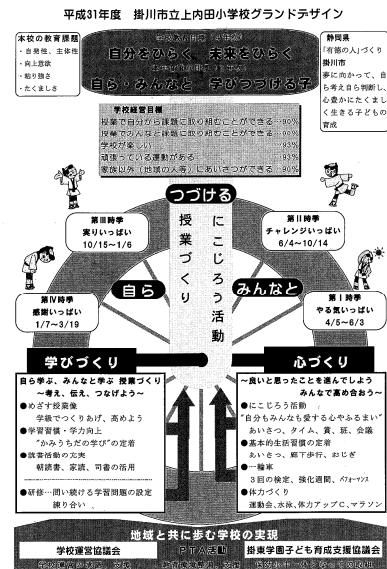 平成31年度 掛川市立上内田小学校グランドデザイン
本校の教育課題
・自発性、主体性
・向上意欲
・粘り強さ
・たくましさ
自分をひらく 未来をひらく
自ら・みんなと 学びつづける子
静岡県
「有徳の人」づくり
掛川市
夢に向かって、自
ら考え自ら判断し、
心豊かにたくまし
く生きる子どもの
育成
学校経営目標
授業で自分から課題に取り組むことができる…90%
授業でみんなと課題に取り組むことができる…90%
学校が楽しい 93%
頑張っている運動がある 93%
家族以外（地域の人等）にあいさつができる 90%
つづける
授業づくり
にこじろう活動
第Ⅲ時季
実りいっぱい
10/15～1/6
第Ⅱ時季
チャレンジいっぱい
6/4～10/14
自ら
みんなと
第Ⅳ時季
感謝いっぱい
1/7～3/19
第Ⅰ時季
やる気いっぱい
4/5～6/3
学びづくり
自ら学ぶ、みんなと学ぶ 授業づくり
～考え、伝え、つなげよう～
●めざす授業像
学級でつくりあげ、高めよう
●学習習慣・学力向上
“かみうちだの学び”の定着
●読書活動の充実
朝読書、家読、司書の活用
●研修…問い続ける学習問題の設定
練り合い
心づくり
～良いと思ったことを進んでしよう
みんなで高め合おう～
●にこじろう活動
“自分もみんなも愛する心やふるまい”
あいさつ、タイム、賞、班、会議
●基本的生活習慣の定着
あいさつ、廊下歩行、おじぎ
●一輪車
3回の検定、強化週間、パフォーマンス
●体力づくり
運動会、水泳、体力アップC、マラソン
地域と共に歩む学校の実現
学校運営協議会
PTA活動
掛東学園子ども育成支援協議会